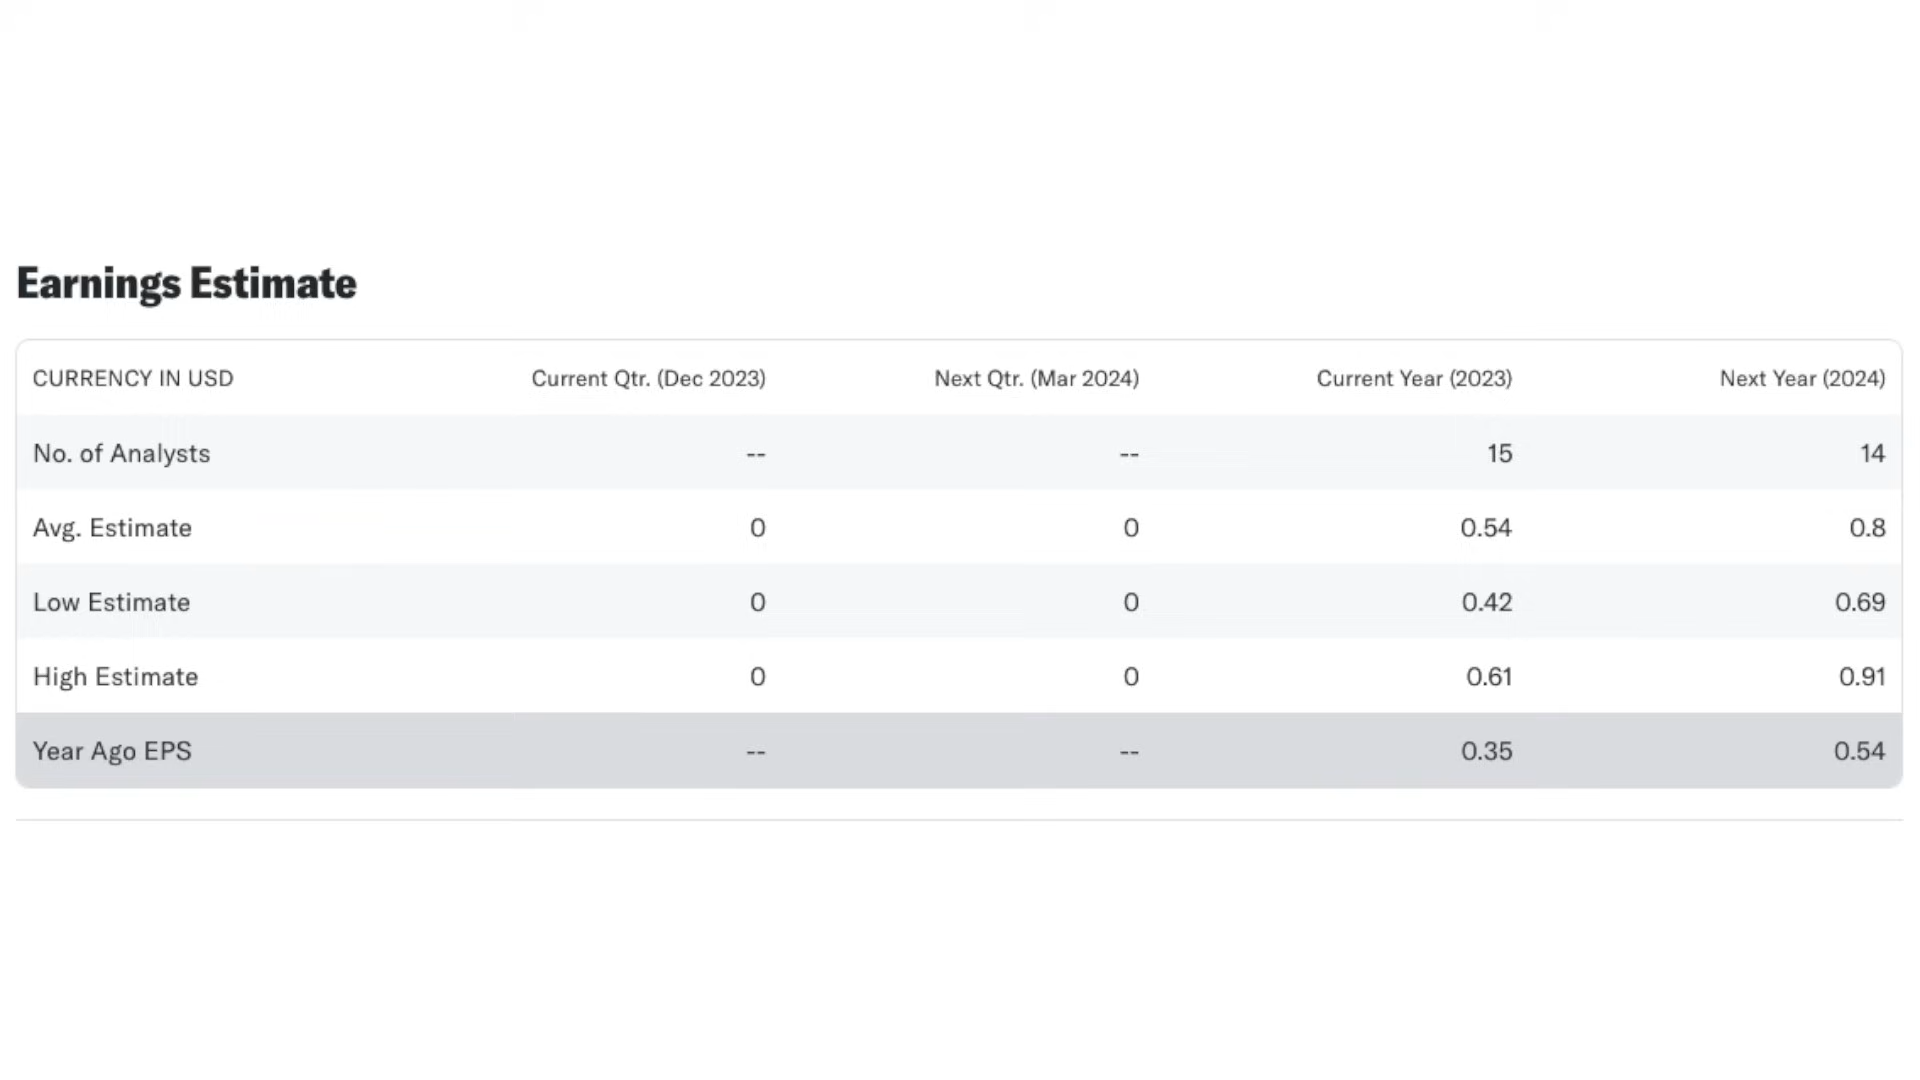 Earnings Estimate
CURRENCY IN USD Current Qtr. (Dec 2023) Next Qtr. (Mar 2024) Current Year (2023) Next Year (2024)
No. of Analysts -- -- 15 14
Avg. Estimate 0 0 0.54 0.8
Low Estimate 0 0 0.42 0.69
High Estimate 0 0 0.61 0.91
Year Ago EPS -- -- 0.35 0.54